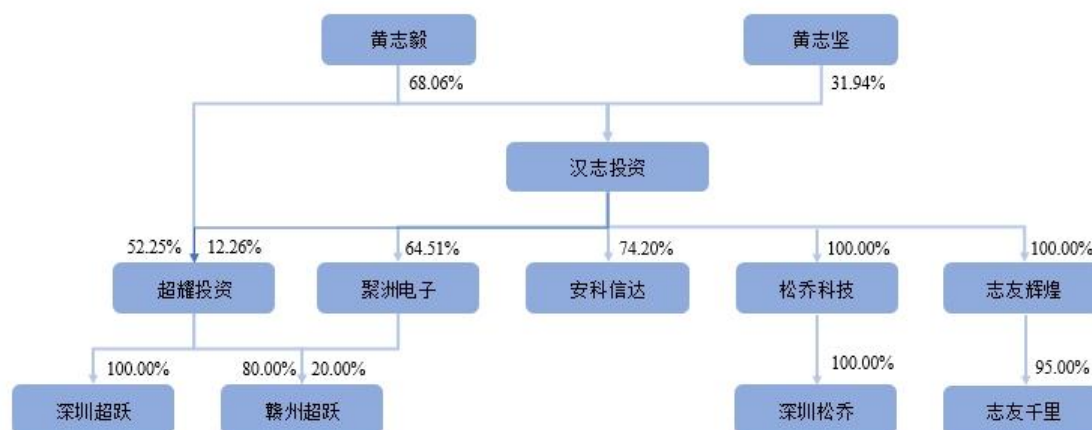 黄志毅
黄志坚
68.06%
31.94%
汉志投资
52.25%
12.26%
64.51%
74.20%
100.00%
100.00%
超耀投资
聚洲电子
安科信达
松乔科技
志友辉煌
100.00%
80.00%
20.00%
100.00%
95.00%
深圳超跃
赣州超跃
深圳松乔
志友千里